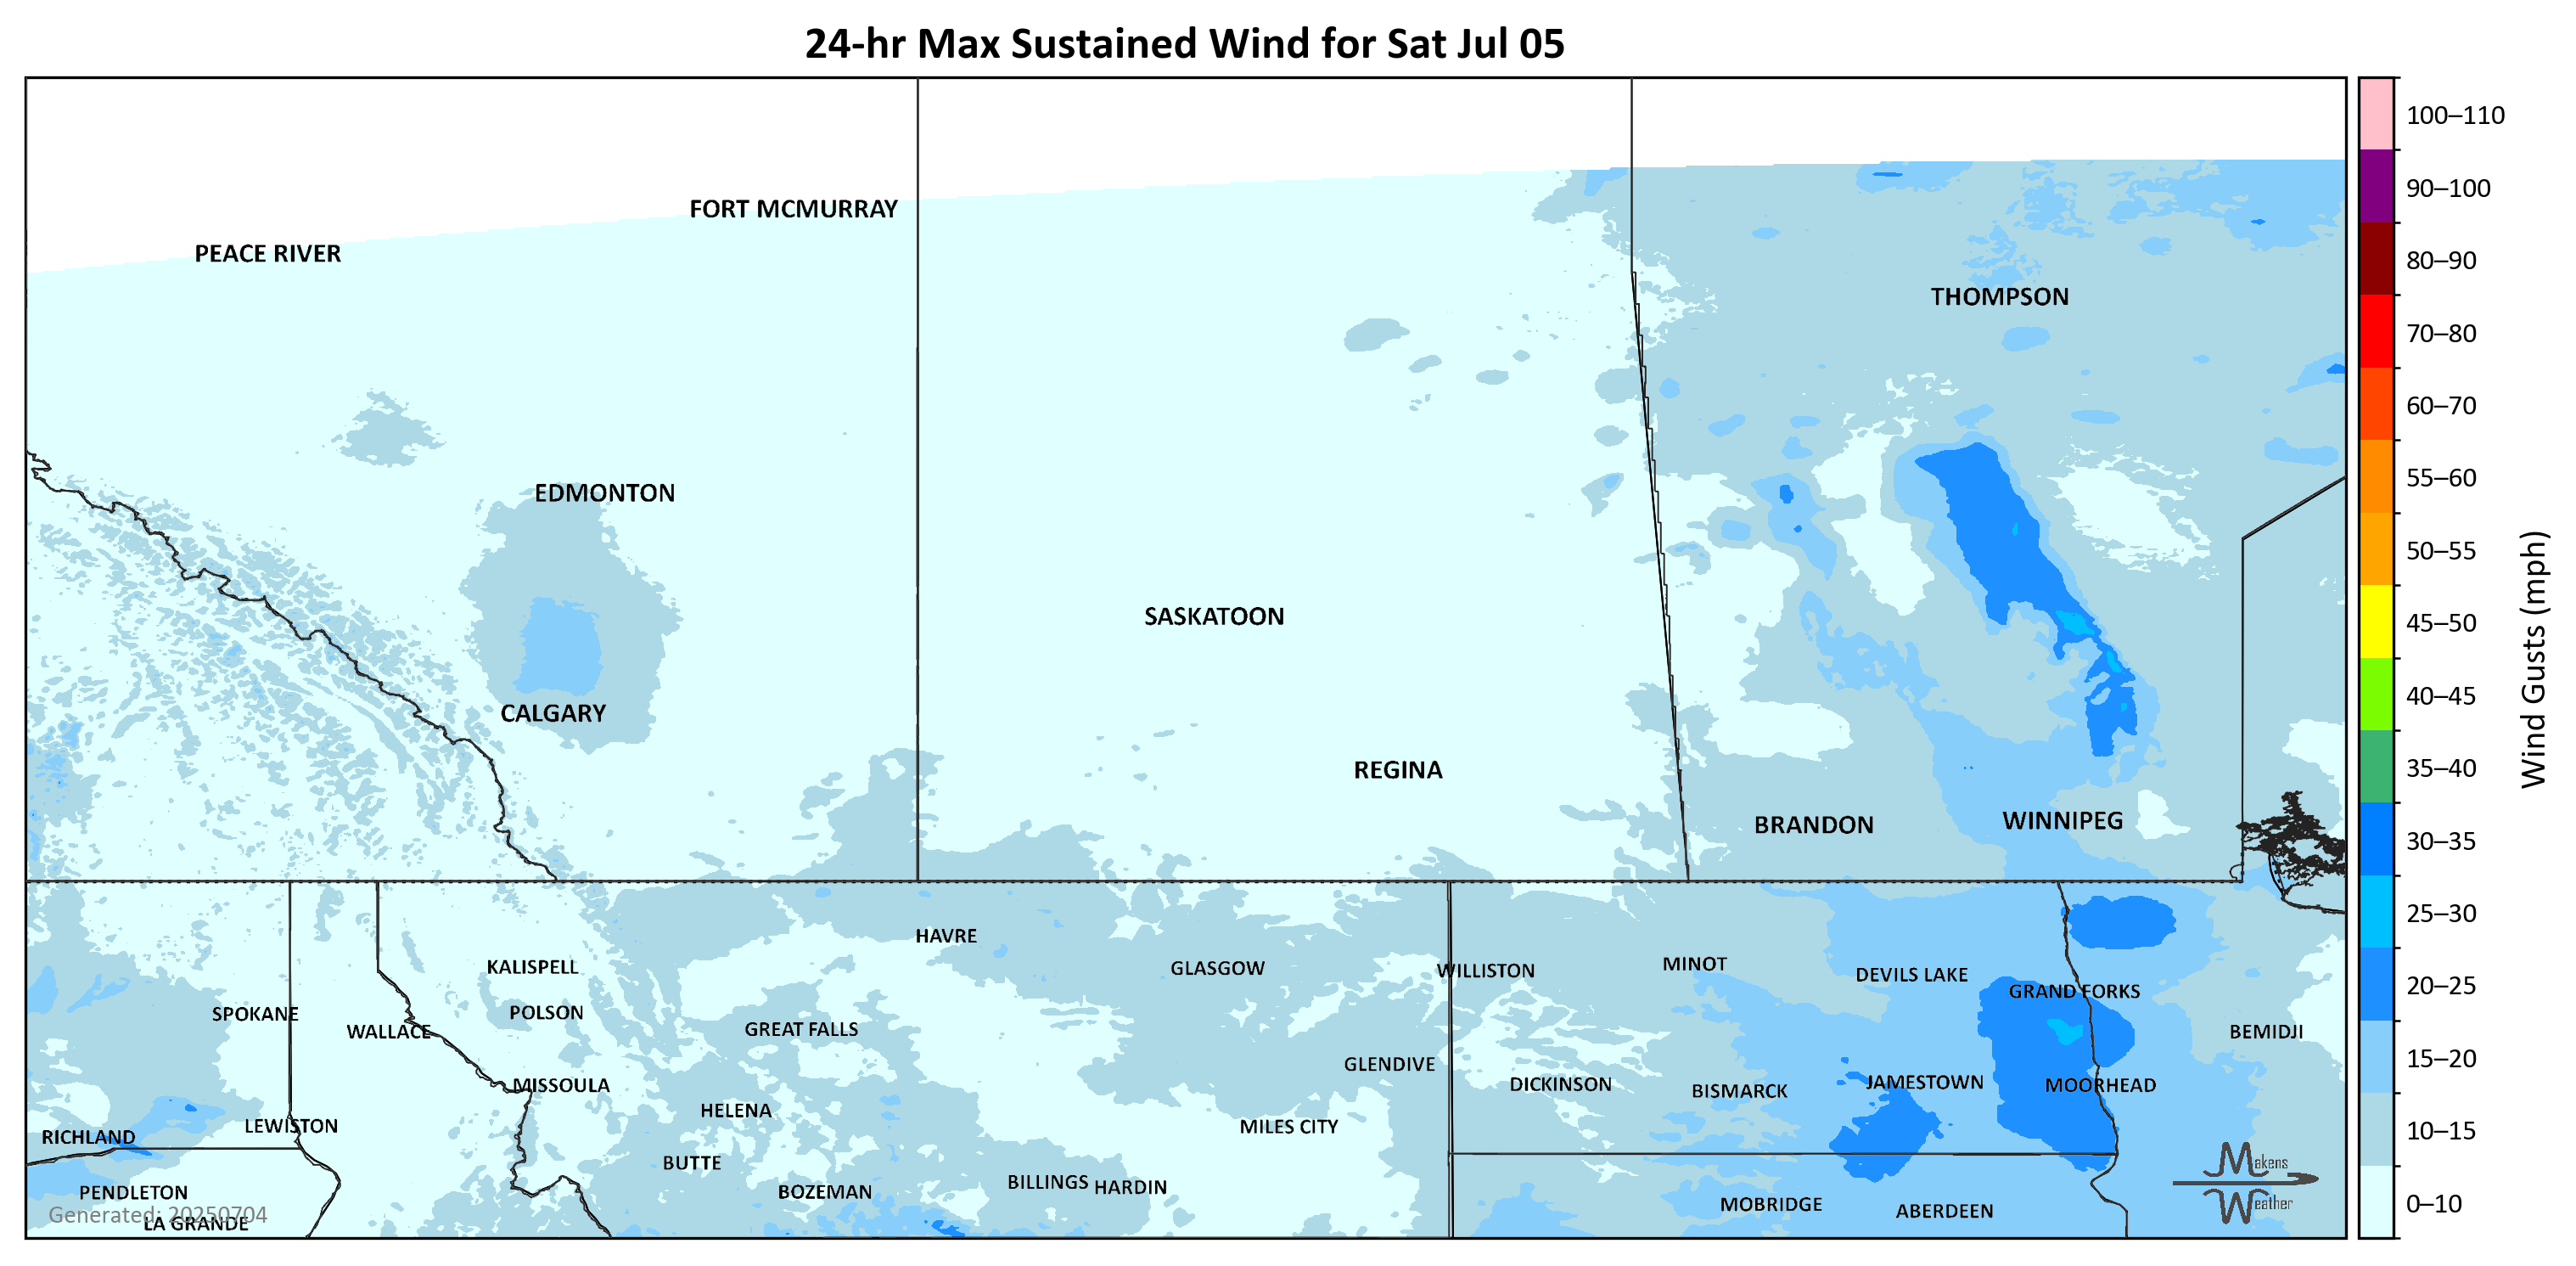 24-hr Max Sustained Wind for Sat Jul 05
FORT MCMURRAY
PEACE RIVER
THOMPSON
EDMONTON
SASKATOON
CALGARY
REGINA
BRANDON
WINNIPEG
HAVRE
KALISPELL
GLASGOW
WILLISTON
MINOT
DEVILS LAKE
GRAND FORKS
SPOKANE
POLSON
WALLACE
GREAT FALLS
BEMIDJI
GLENDIVE
MISSOULA
DICKINSON
BISMARCK
JAMESTOWN
MOORHEAD
HELENA
LEWISTON
MILES CITY
RICHLAND
BUTTE
PENDLETON
BOZEMAN
BILLINGS
HARDIN
MOBRIDGE
ABERDEEN
Generated: 20250704
LA GRANDE
Makens
Weather
100–110
90–100
80–90
70–80
60–70
55–60
50–55
45–50
40–45
35–40
30–35
25–30
20–25
15–20
10–15
0–10
Wind Gusts (mph)